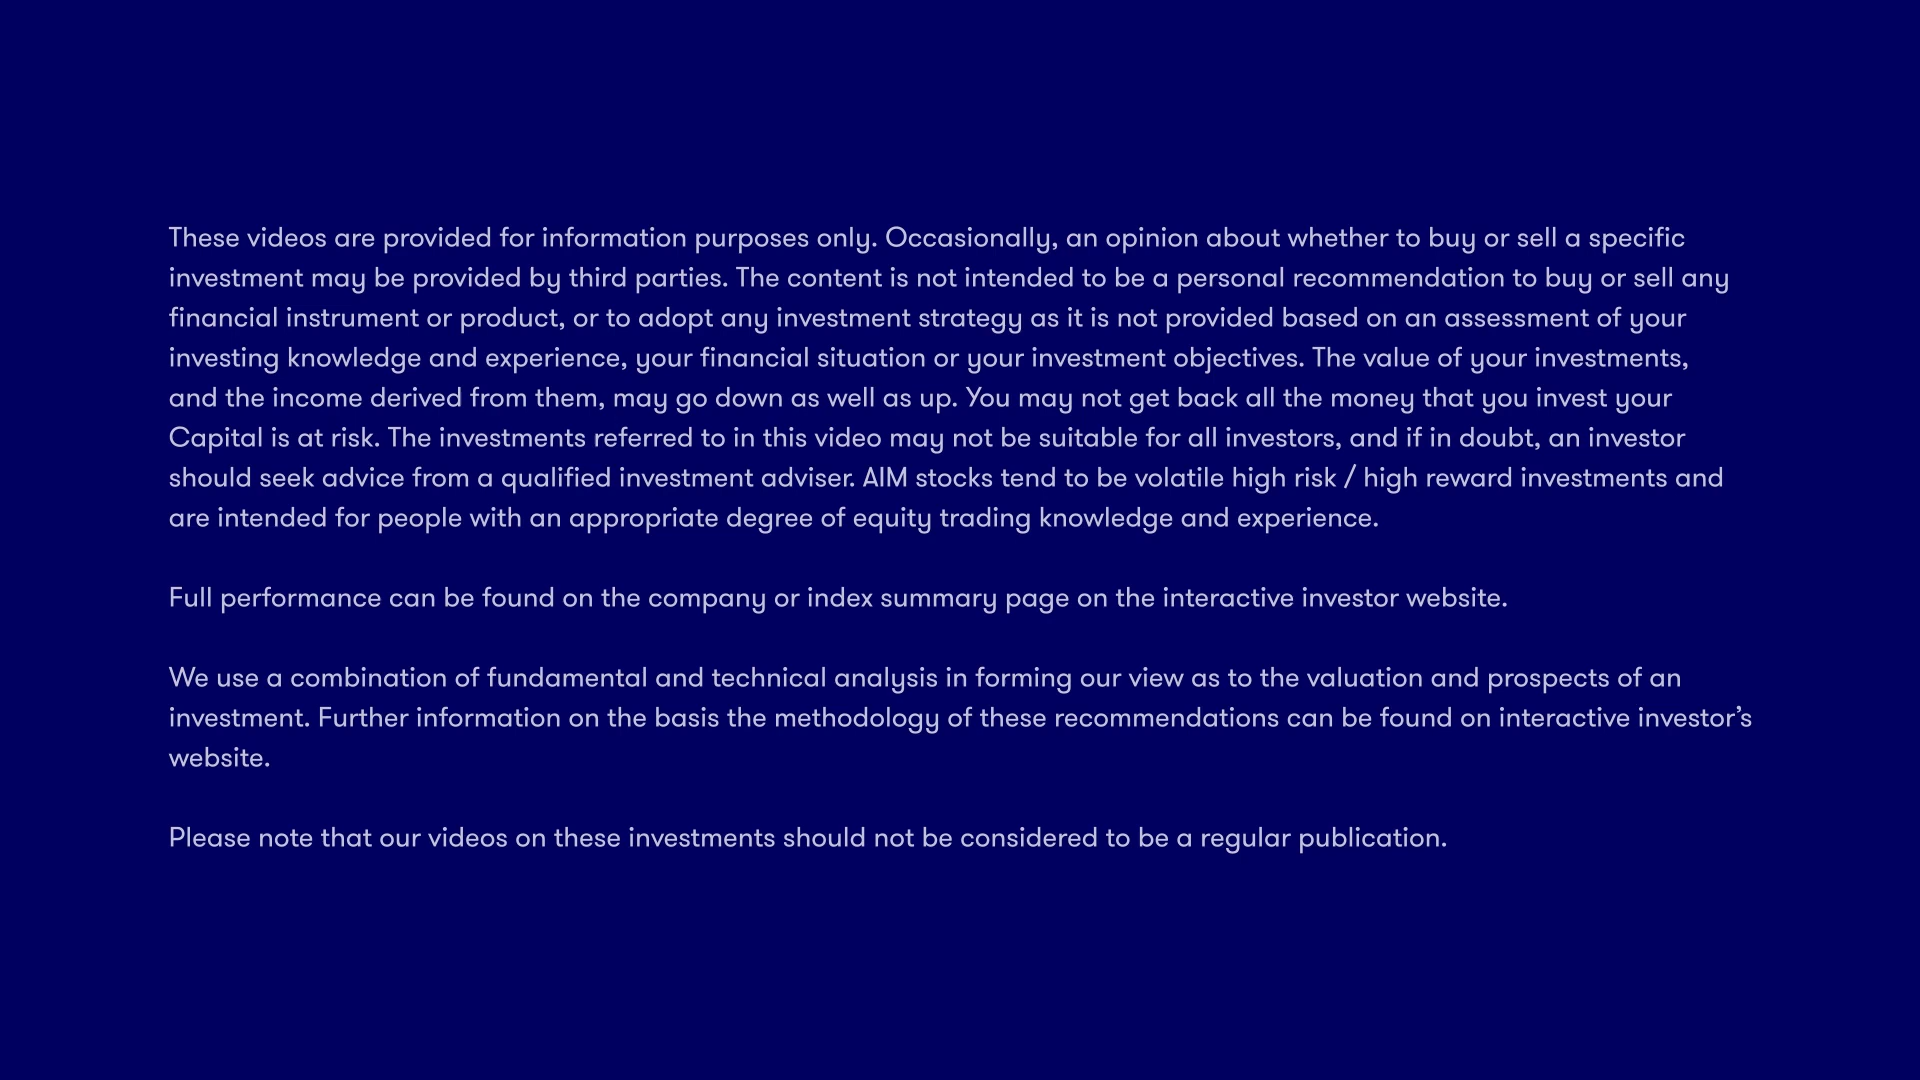 These videos are provided for information purposes only. Occasionally, an opinion about whether to buy or sell a specific
investment may be provided by third parties. The content is not intended to be a personal recommendation to buy or sell any
financial instrument or product, or to adopt any investment strategy as it is not provided based on an assessment of your
investing knowledge and experience, your financial situation or your investment objectives. The value of your investments,
and the income derived from them, may go down as well as up. You may not get back all the money that you invest your
Capital is at risk. The investments referred to in this video may not be suitable for all investors, and if in doubt, an investor
should seek advice from a qualified investment adviser. AIM stocks tend to be volatile high risk / high reward investments and
are intended for people with an appropriate degree of equity trading knowledge and experience.
Full performance can be found on the company or index summary page on the interactive investor website.
We use a combination of fundamental and technical analysis in forming our view as to the valuation and prospects of an
investment. Further information on the basis the methodology of these recommendations can be found on interactive investor’s
website.
Please note that our videos on these investments should not be considered to be a regular publication.